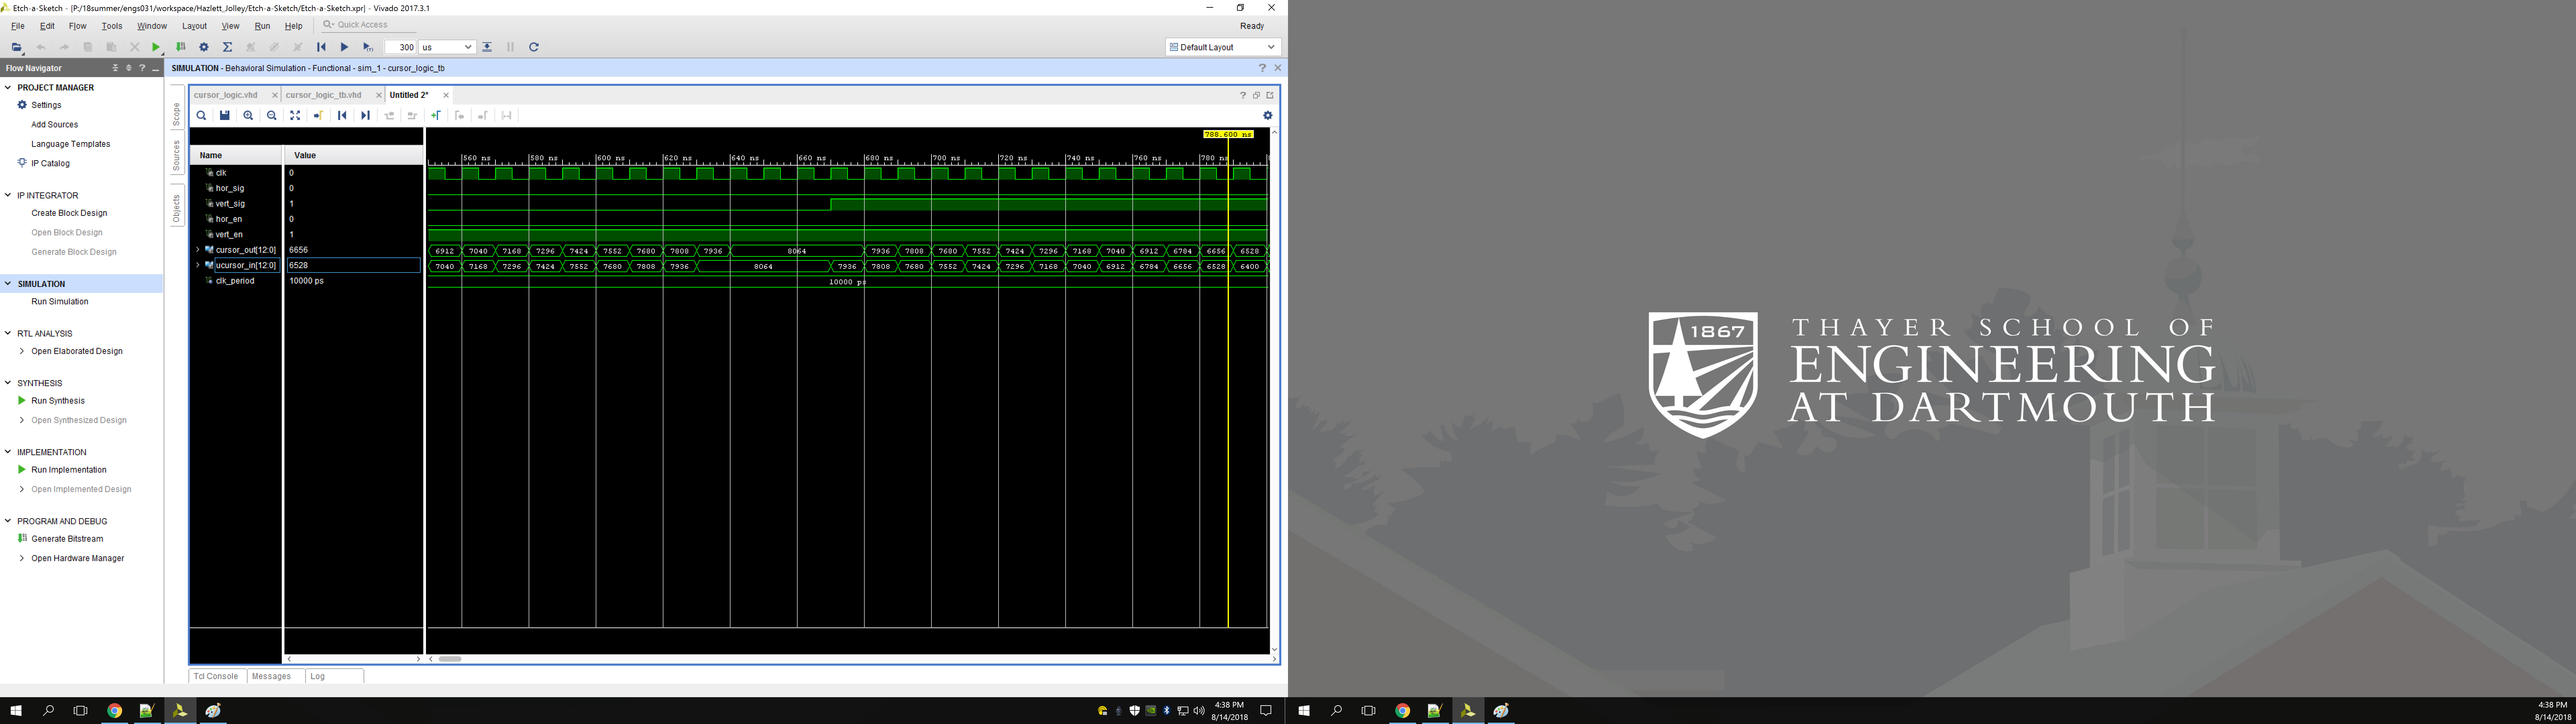 Etch-a-Sketch - [P:/18summer/engs031/workspace/Hazlett_Jolley/Etch-a-Sketch/Etch-a-Sketch.xpr] - Vivado 2017.3.1
File Edit Flow Tools Window Layout View Run Help Quick Access Ready
300 us Default Layout
Flow Navigator
SIMULATION - Behavioral Simulation - Functional - sim_1 - cursor_logic_tb
PROJECT MANAGER
Settings
Add Sources
Language Templates
IP Catalog
IP INTEGRATOR
Create Block Design
Open Block Design
Generate Block Design
SIMULATION
Run Simulation
RTL ANALYSIS
Open Elaborated Design
SYNTHESIS
Run Synthesis
Open Synthesized Design
IMPLEMENTATION
Run Implementation
Open Implemented Design
PROGRAM AND DEBUG
Generate Bitstream
Open Hardware Manager
Scope
Sources
Objects
cursor_logic.vhd cursor_logic_tb.vhd Untitled 2*
788.600 ns
Name Value
560 ns 580 ns 600 ns 620 ns 640 ns 660 ns 680 ns 700 ns 720 ns 740 ns 760 ns 780 ns
clk 0
hor_sig 0
vert_sig 1
hor_en 0
vert_en 1
cursor_out[12:0] 6656 6912 7040 7168 7296 7424 7552 7680 7808 7936 8064 7936 7808 7680 7552 7424 7296 7168 7040 6912 6784 6656 6528
ucursor_in[12:0] 6528 7040 7168 7296 7424 7552 7680 7808 7936 8064 7936 7808 7680 7552 7424 7296 7168 7040 6912 6784 6656 6528 6400
clk_period 10000 ps 10000 ps
Tcl Console Messages Log
1867
THAYER SCHOOL OF
ENGINEERING
AT DARTMOUTH
4:38 PM
8/14/2018
4:38 PM
8/14/2018